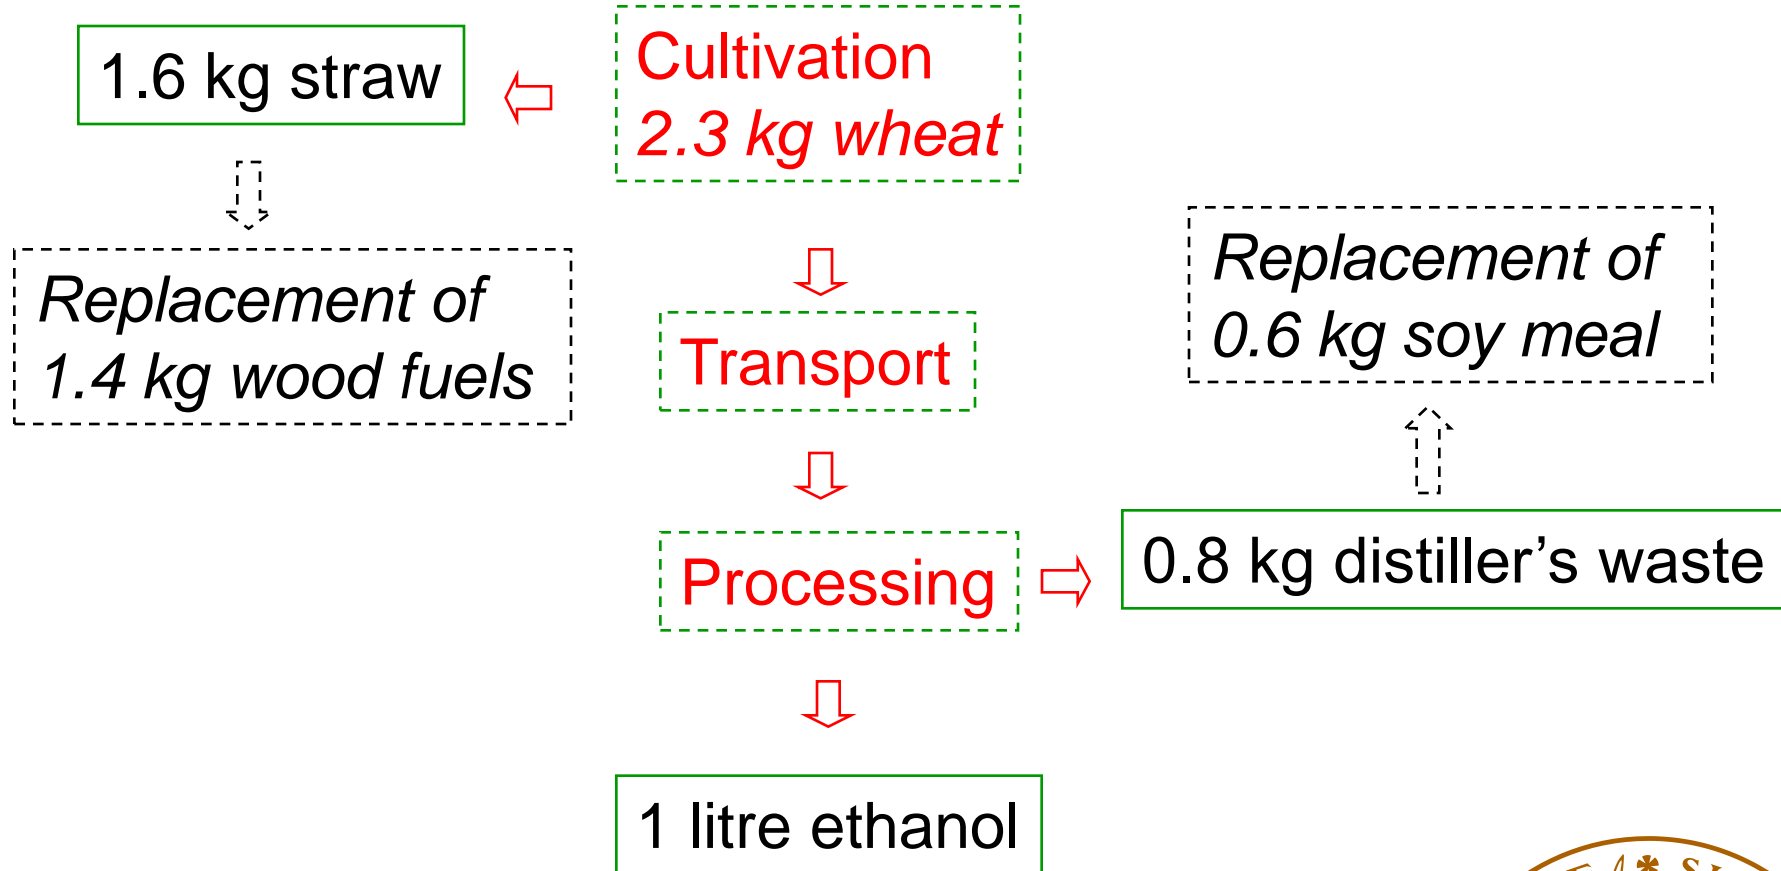 1.6 kg straw
Cultivation
2.3 kg wheat
Replacement of
1.4 kg wood fuels
Transport
Replacement of
0.6 kg soy meal
Processing
0.8 kg distiller’s waste
1 litre ethanol